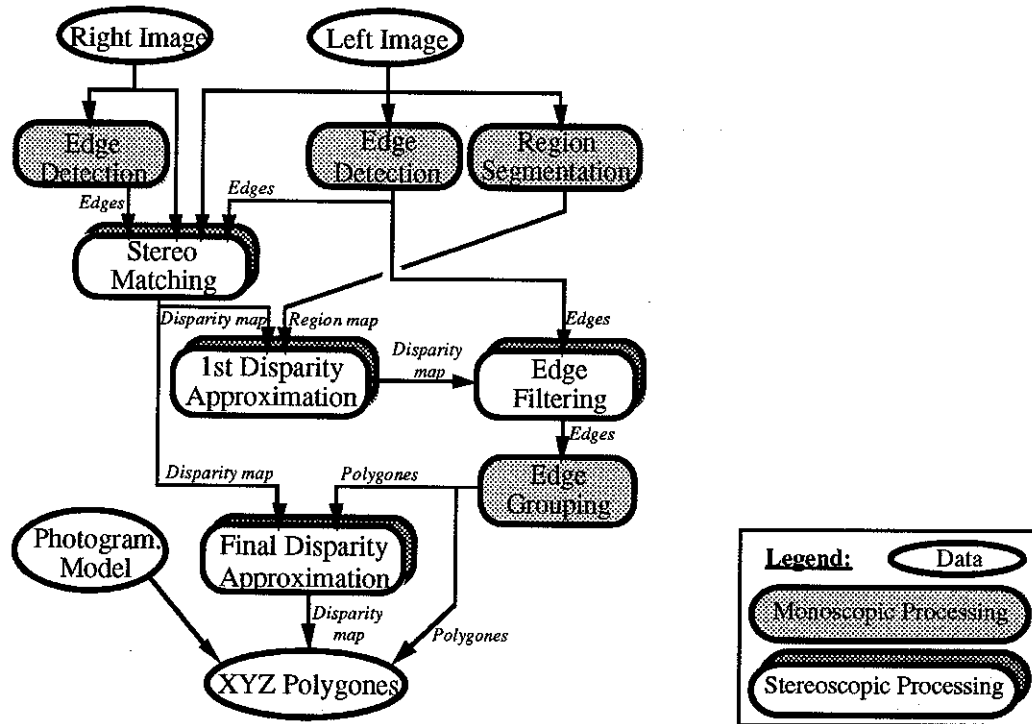 Right Image
Left Image
Edge
Detection
Edge
Detection
Region
Segmentation
Edges
Edges
Stereo
Matching
Disparity map
Region map
Edges
1st Disparity
Approximation
Disparity
map
Edge
Filtering
Edges
Disparity map
Polygones
Edge
Grouping
Photogram.
Model
Final Disparity
Approximation
Disparity
map
Polygones
XYZ Polygones
Legend:
Data
Monoscopic Processing
Stereoscopic Processing